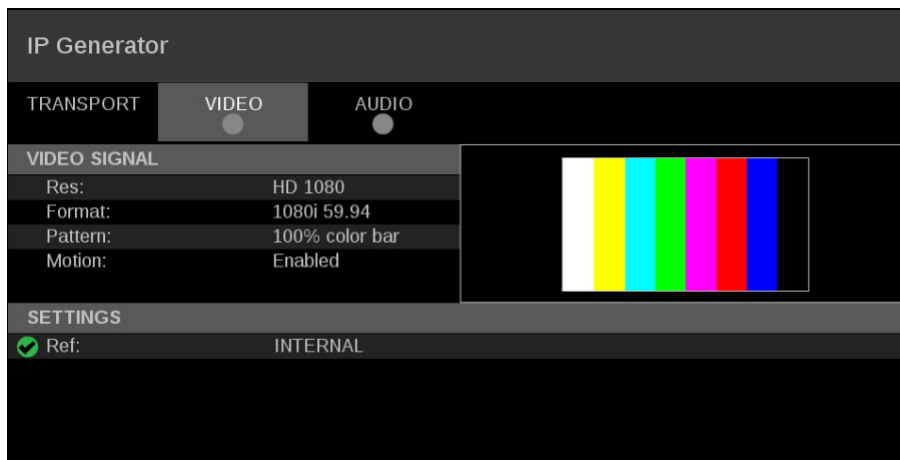 IP Generator
TRANSPORT VIDEO AUDIO
VIDEO SIGNAL
Res: HD 1080
Format: 1080i 59.94
Pattern: 100% color bar
Motion: Enabled
SETTINGS
Ref: INTERNAL